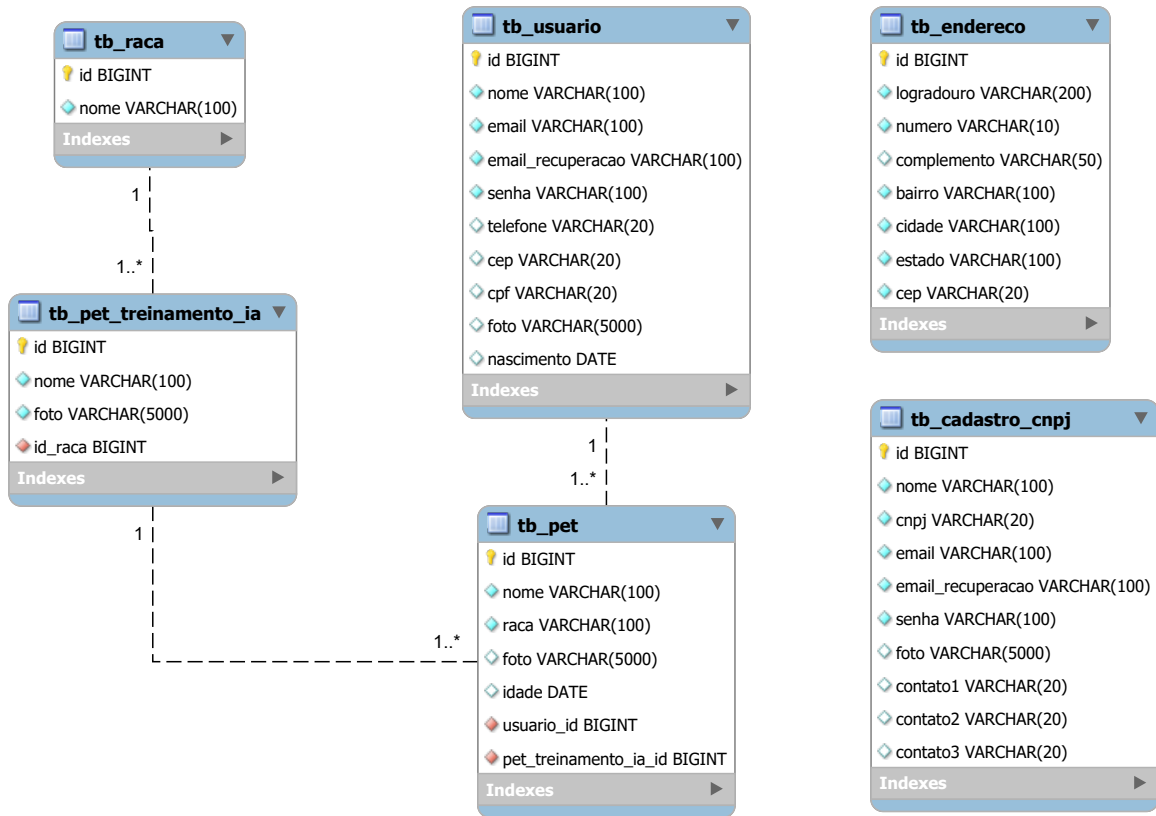 tb_raca
id BIGINT
nome VARCHAR(100)
Indexes
1
1..*
tb_pet_treinamento_ia
id BIGINT
nome VARCHAR(100)
foto VARCHAR(5000)
id_raca BIGINT
Indexes
1
1..*
tb_usuario
id BIGINT
nome VARCHAR(100)
email VARCHAR(100)
email_recuperacao VARCHAR(100)
senha VARCHAR(100)
telefone VARCHAR(20)
cep VARCHAR(20)
cpf VARCHAR(20)
foto VARCHAR(5000)
nascimento DATE
Indexes
1
1..*
tb_pet
id BIGINT
nome VARCHAR(100)
raca VARCHAR(100)
foto VARCHAR(5000)
idade DATE
usuario_id BIGINT
pet_treinamento_ia_id BIGINT
Indexes
tb_endereco
id BIGINT
logradouro VARCHAR(200)
numero VARCHAR(10)
complemento VARCHAR(50)
bairro VARCHAR(100)
cidade VARCHAR(100)
estado VARCHAR(100)
cep VARCHAR(20)
Indexes
tb_cadastro_cnpj
id BIGINT
nome VARCHAR(100)
cnpj VARCHAR(20)
email VARCHAR(100)
email_recuperacao VARCHAR(100)
senha VARCHAR(100)
foto VARCHAR(5000)
contato1 VARCHAR(20)
contato2 VARCHAR(20)
contato3 VARCHAR(20)
Indexes